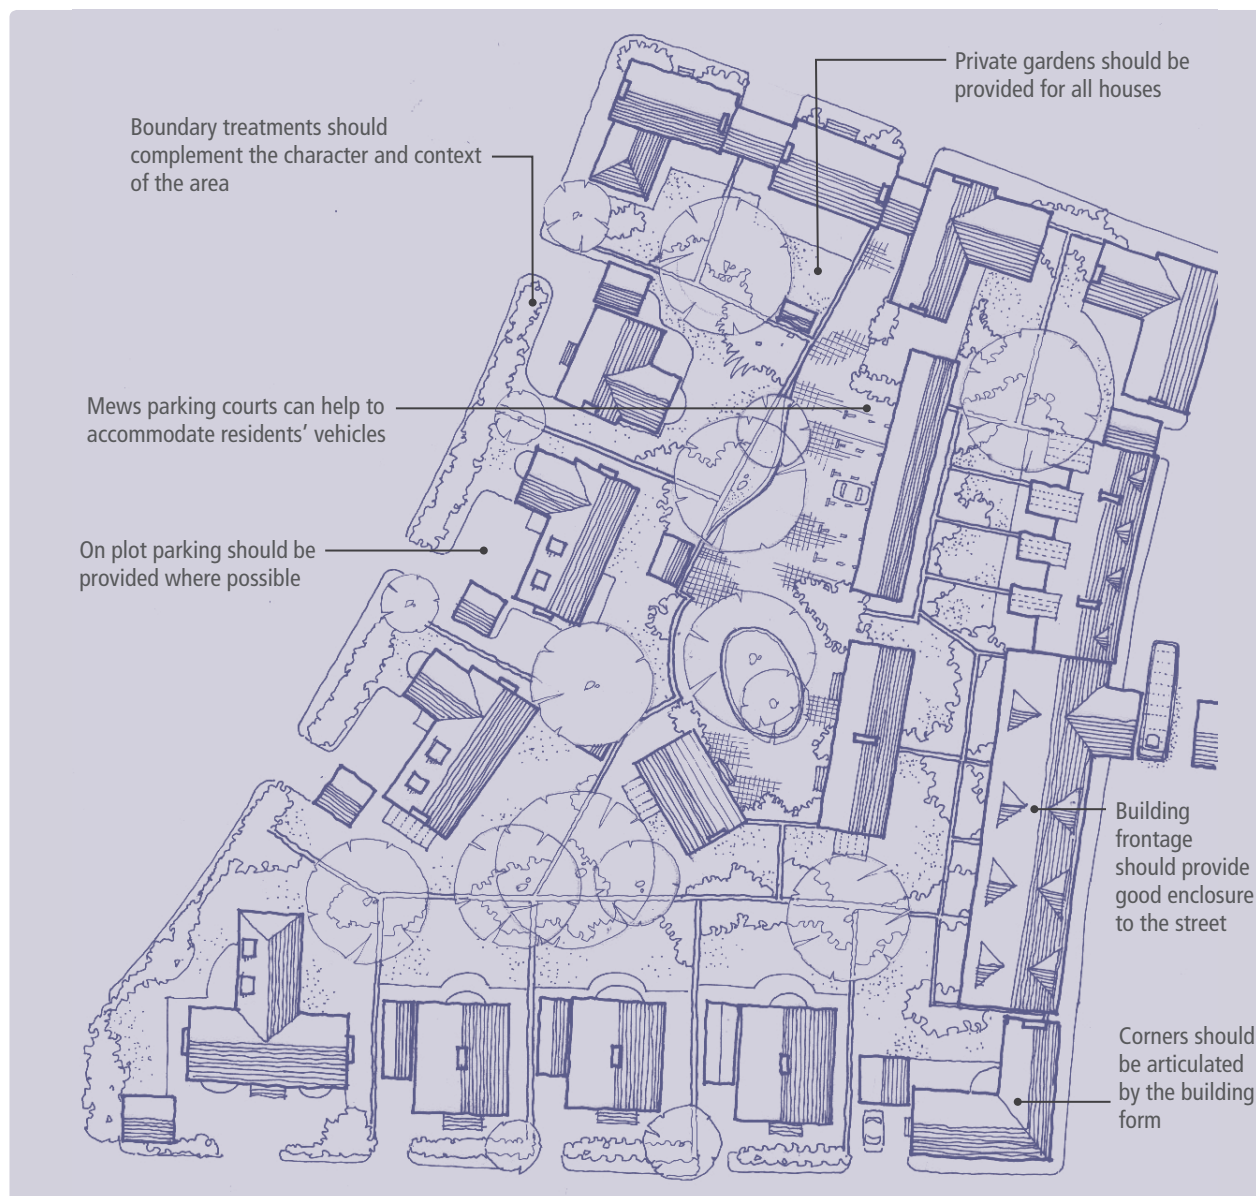 Private gardens should be
provided for all houses
Boundary treatments should
complement the character and context
of the area
Mews parking courts can help to
accommodate residents’ vehicles
On plot parking should be
provided where possible
Building
frontage
should provide
good enclosure
to the street
Corners should
be articulated
by the building
form